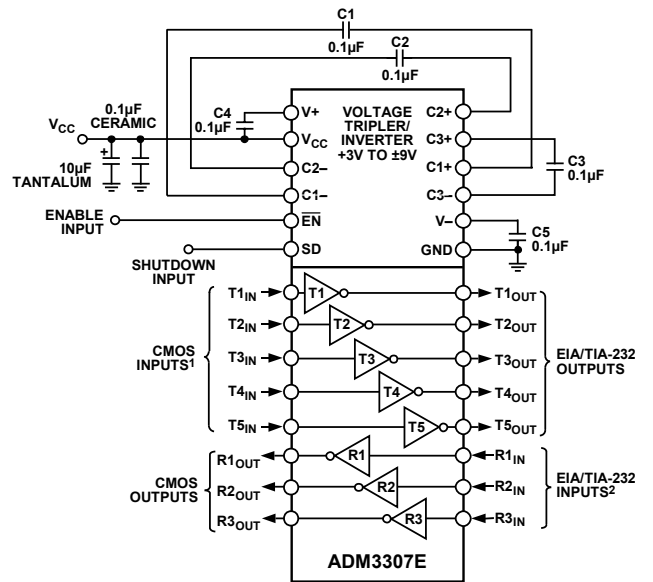 C1
0.1µF
C2
0.1µF
0.1µF
CERAMIC
VCC
+
10µF
TANTALUM
C4
0.1µF
V+
VCC
C2–
C1–
EN
SD
VOLTAGE
TRIPLER/
INVERTER
+3V TO ±9V
C2+
C3+
C1+
C3–
V–
GND
C3
0.1µF
C5
0.1µF
ENABLE
INPUT
SHUTDOWN
INPUT
CMOS
INPUTS1
T1IN
T1
T1OUT
T2IN
T2
T2OUT
T3IN
T3
T3OUT
T4IN
T4
T4OUT
T5IN
T5
T5OUT
EIA/TIA-232
OUTPUTS
CMOS
OUTPUTS
R1OUT
R1
R1IN
R2OUT
R2
R2IN
R3OUT
R3
R3IN
EIA/TIA-232
INPUTS2
ADM3307E